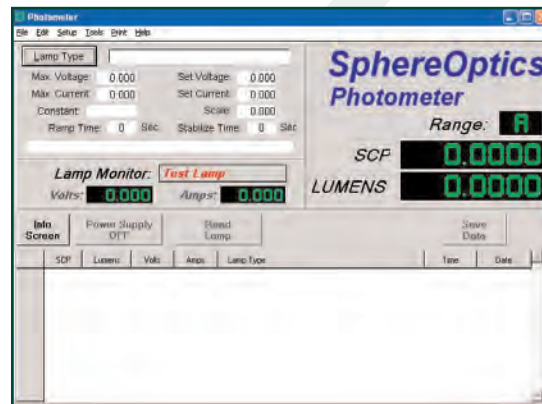 Photometer
File Edit Setup Tools Print Help
Lamp Type
Max. Voltage: 0.000 Set Voltage: 0.000
Max. Current: 0.000 Set Current: 0.000
Constant: Scale: 0.000
Ramp Time: 0 Sec Stabilize Time: 0 Sec
Lamp Monitor: Test Lamp
Volts: 0.000 Amps: 0.000
SphereOptics
Photometer
Range: A
SCP 0.0000
LUMENS 0.0000
Info Screen Power Supply OFF Read Lamp Save Data
SCP Lumens Volts Amps Lamp Type Time Date